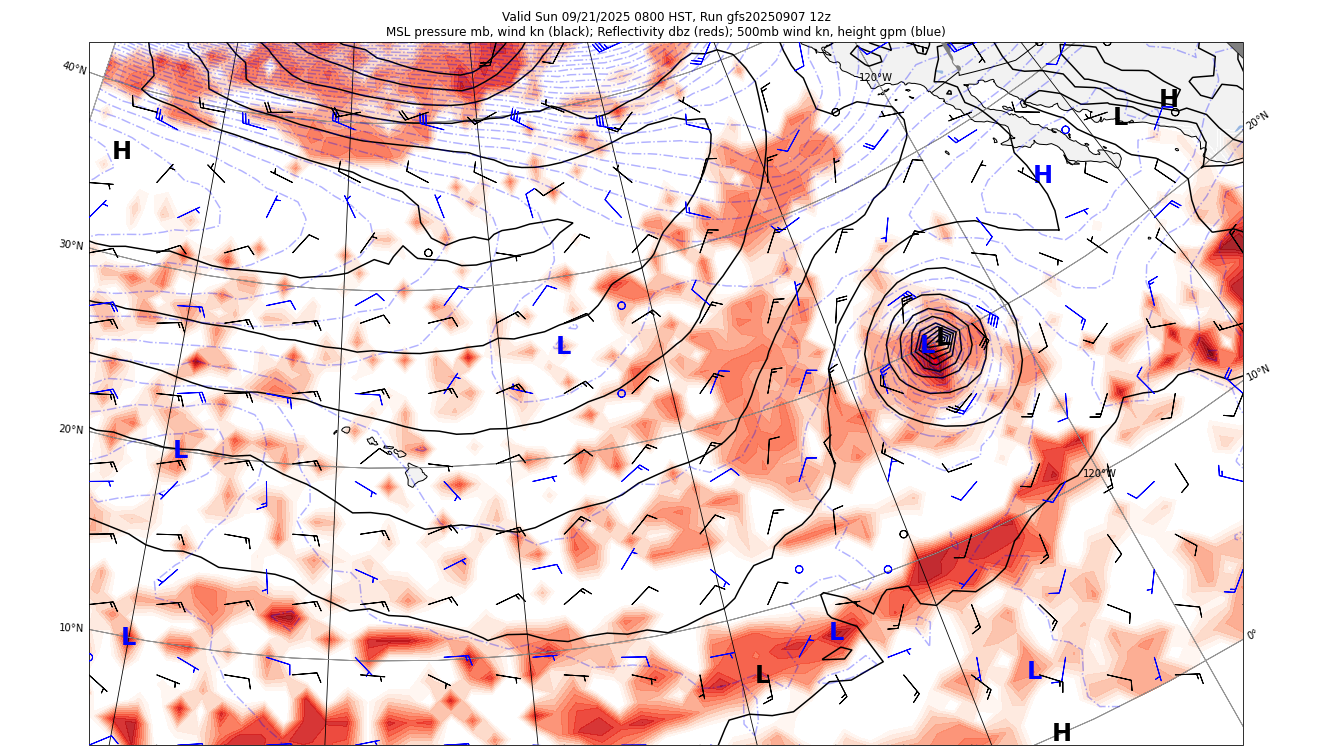 Valid Sun 09/21/2025 0800 HST, Run gfs20250907 12z
MSL pressure mb, wind kn (black); Reflectivity dbz (reds); 500mb wind kn, height gpm (blue)
40°N
120°W
H
L
20°N
H
H
30°N
L
L
L
10°N
20°N
L
120°W
10°N
L
L
0°
L
L
H